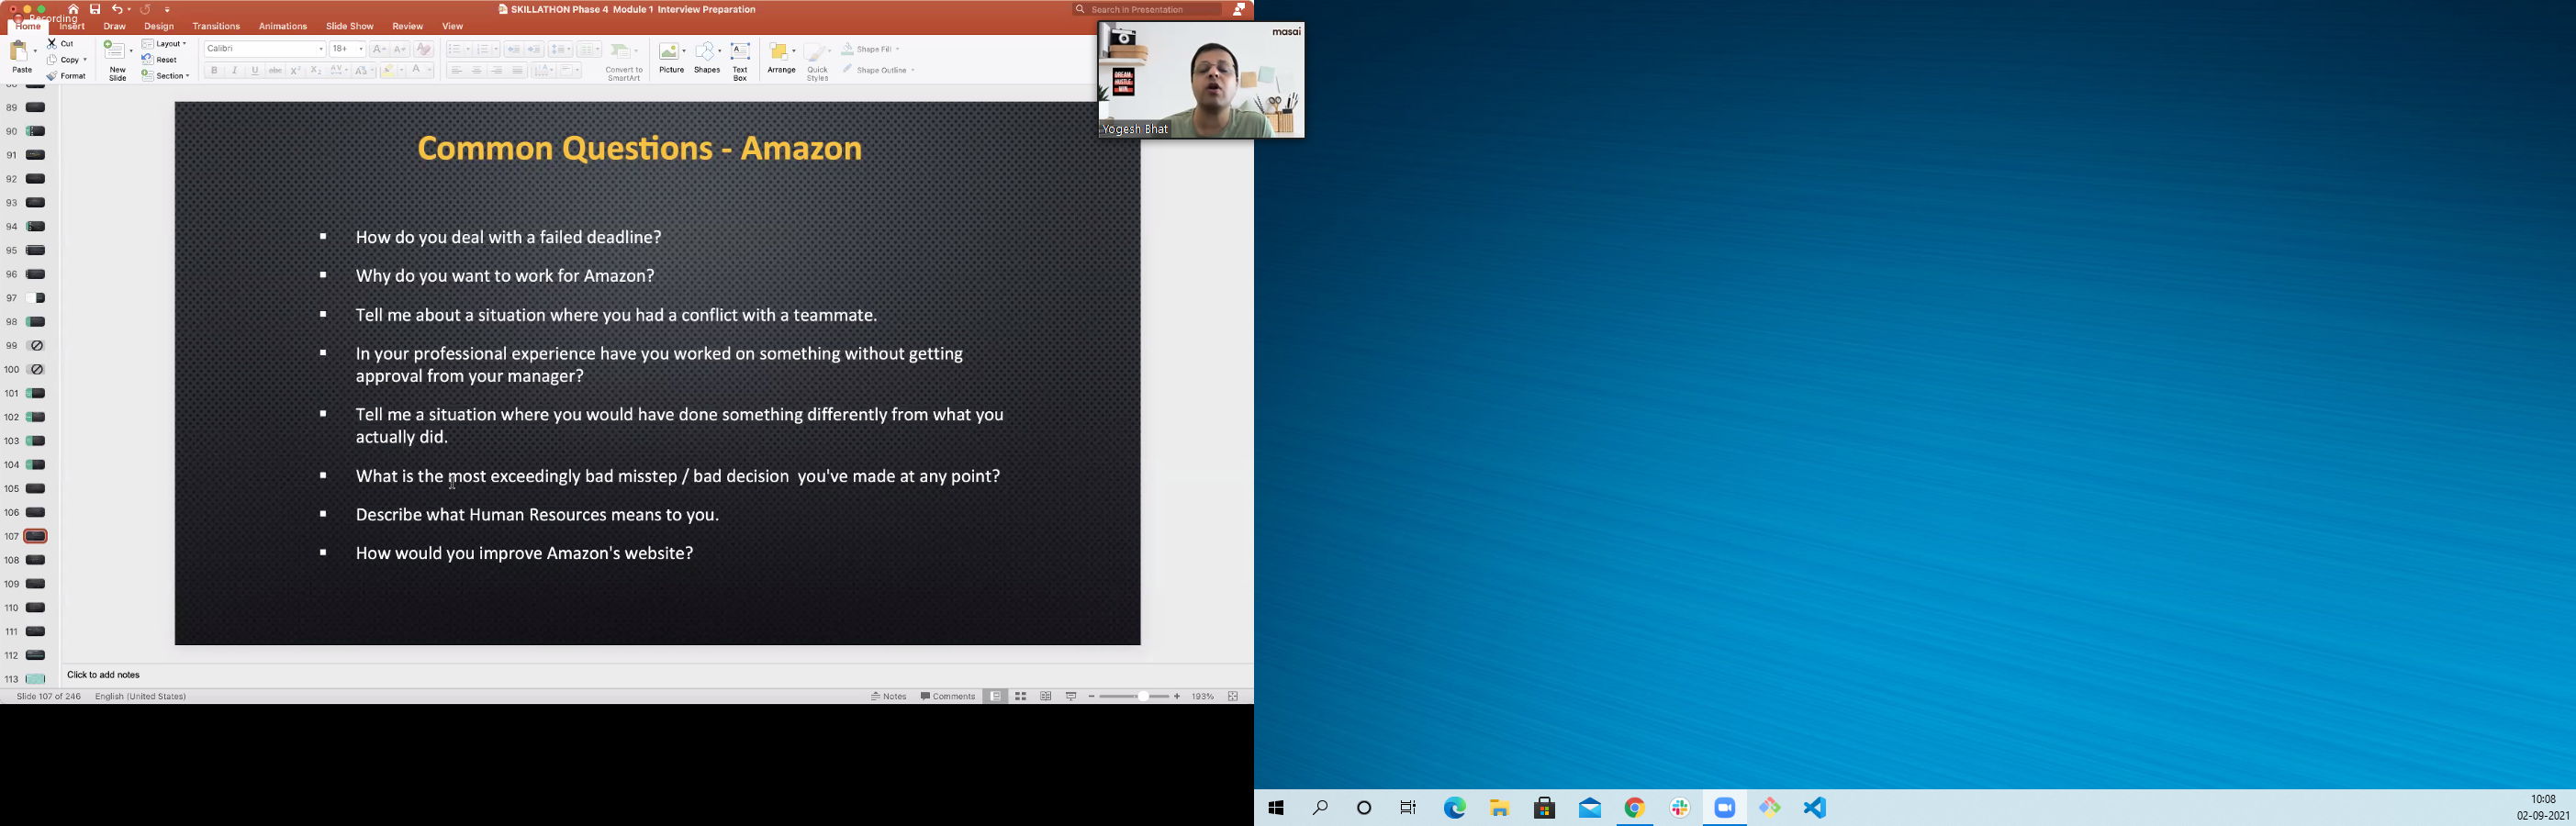 Recording
SKILLATHON Phase 4 Module 1 Interview Preparation
Search in Presentation
Home Insert Draw Design Transitions Animations Slide Show Review View
Paste
Cut
Copy
Format
New
Slide
Layout
Reset
Section
Calibri
18+
Convert to
SmartArt
Picture
Shapes
Text
Box
Arrange
Quick
Styles
Shape Fill
Shape Outline
masai
DREAM
HUSTLE
WIN
Yogesh Bhat
89
90
91
92
93
94
95
96
97
98
99
100
101
102
103
104
105
106
107
108
109
110
111
112
113
Common Questions - Amazon
▪ How do you deal with a failed deadline?
▪ Why do you want to work for Amazon?
▪ Tell me about a situation where you had a conflict with a teammate.
▪ In your professional experience have you worked on something without getting
approval from your manager?
▪ Tell me a situation where you would have done something differently from what you
actually did.
▪ What is the most exceedingly bad misstep / bad decision you've made at any point?
▪ Describe what Human Resources means to you.
▪ How would you improve Amazon's website?
Click to add notes
Slide 107 of 246 English (United States)
Notes Comments 193%
10:08
02-09-2021